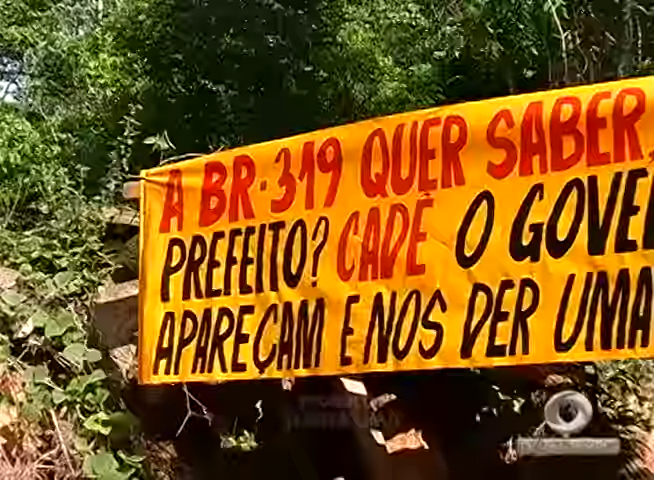 A BR-319 QUER SABER,
PREFEITO? CADÊ O GOVE
APAREÇAM E NOS DER UMA